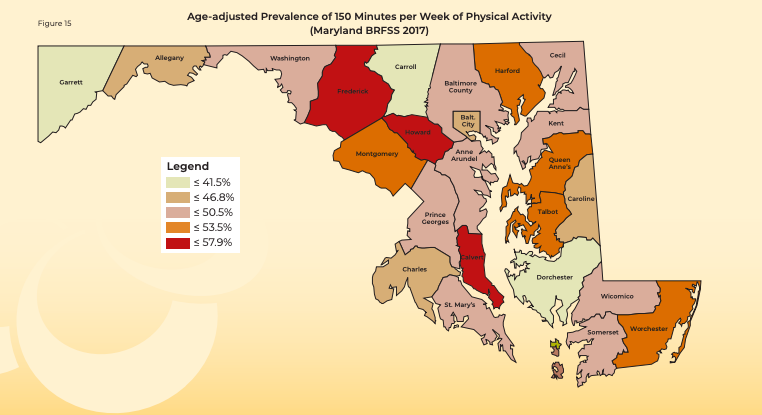 Figure 15
Age-adjusted Prevalence of 150 Minutes per Week of Physical Activity
(Maryland BRFSS 2017)
Garrett
Allegany
Washington
Frederick
Carroll
Baltimore
County
Harford
Cecil
Balt.
City
Howard
Kent
Montgomery
Anne
Arundel
Queen
Anne's
Caroline
Talbot
Prince
Georges
Calvert
Charles
St. Mary's
Dorchester
Wicomico
Somerset
Worchester
Legend
≤ 41.5%
≤ 46.8%
≤ 50.5%
≤ 53.5%
≤ 57.9%